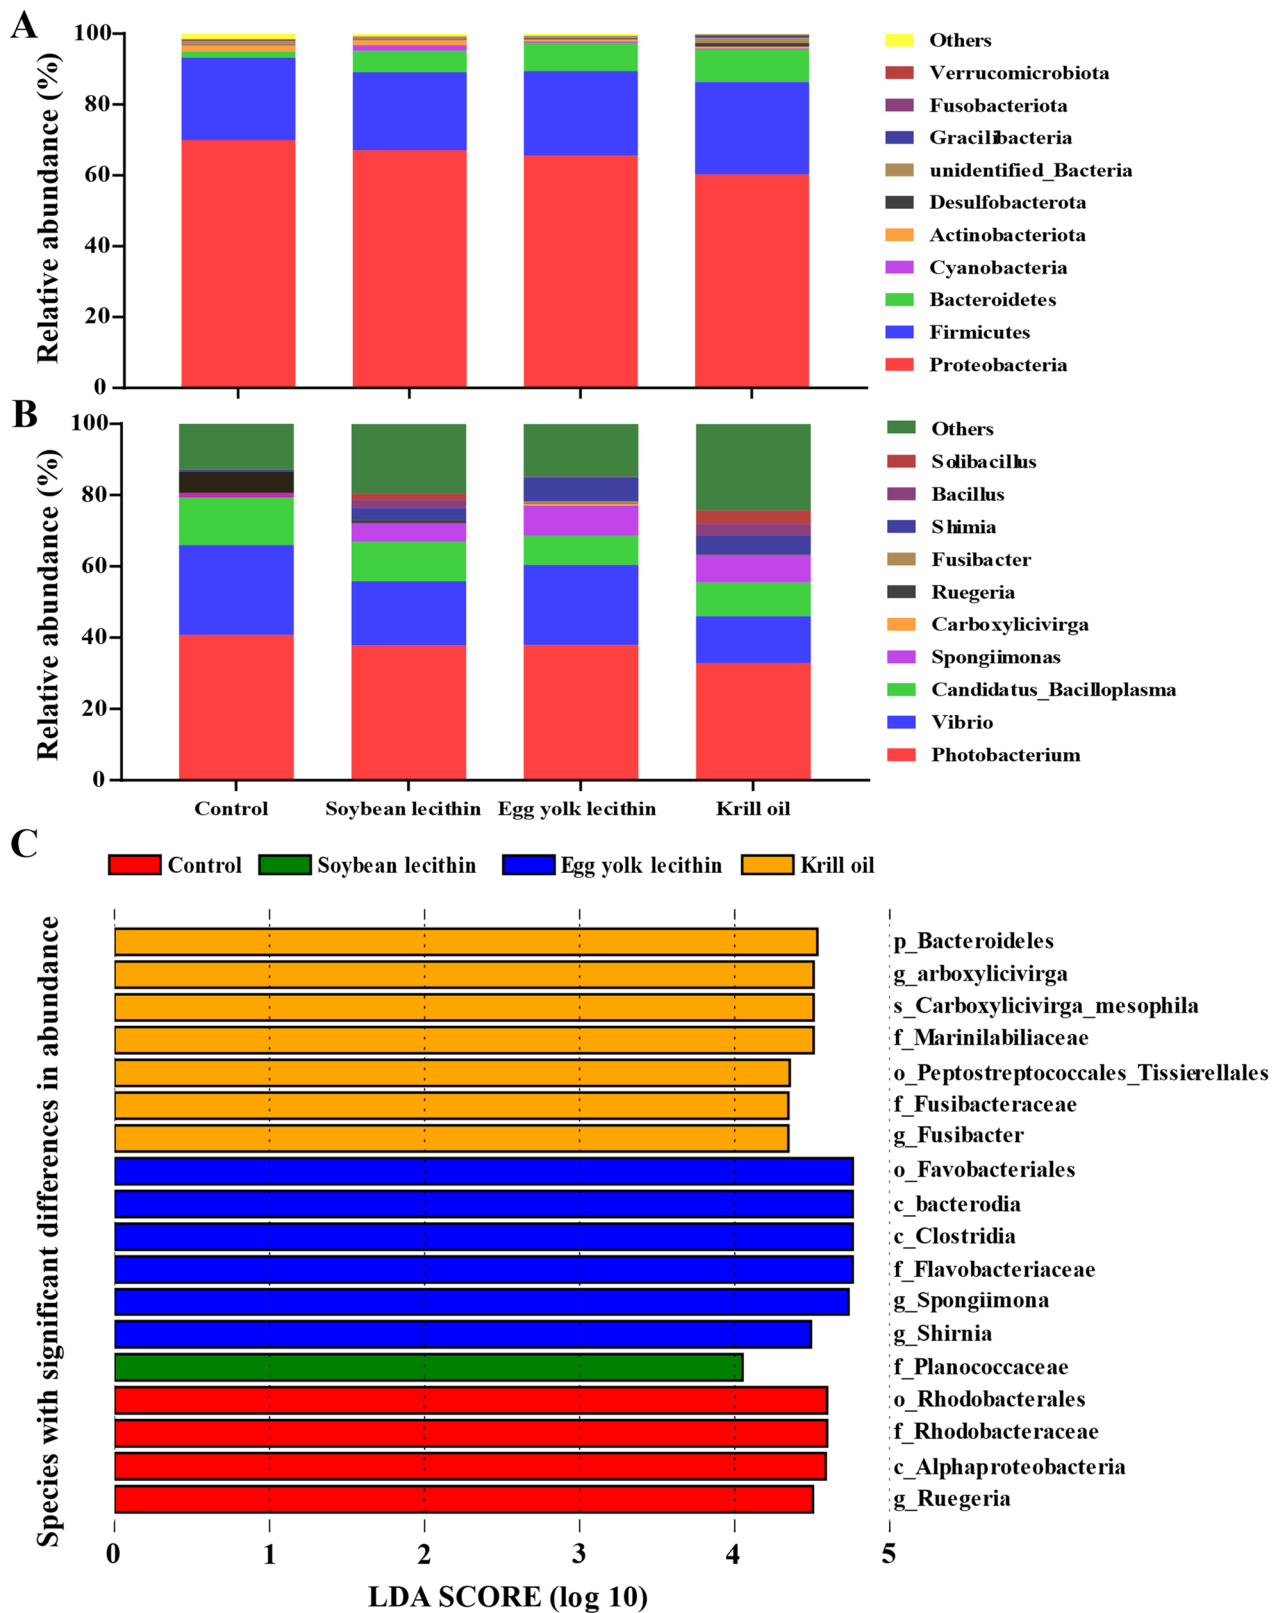 A
Relative abundance (%)
100
80
60
40
20
0
Others
Verrucomicrobiota
Fusobacteriota
Gracilibacteria
unidentified_Bacteria
Desulfobacterota
Actinobacteriota
Cyanobacteria
Bacteroidetes
Firmicutes
Proteobacteria
B
Relative abundance (%)
100
80
60
40
20
0
Control
Soybean lecithin
Egg yolk lecithin
Krill oil
Others
Solibacillus
Bacillus
Shimia
Fusibacter
Ruegeria
Carboxylicivirga
Spongiimonas
Candidatus_Bacilloplasma
Vibrio
Photobacterium
C
Control
Soybean lecithin
Egg yolk lecithin
Krill oil
Species with significant differences in abundance
p_Bacteroideles
g_arboxylicivirga
s_Carboxylicivirga_mesophila
f_Marinilabiliaceae
o_Peptostreptococcales_Tissierellales
f_Fusibacteraceae
g_Fusibacter
o_Favobacteriales
c_bacterodia
c_Clostridia
f_Flavobacteriaceae
g_Spongiimona
g_Shirnia
f_Planococcaceae
o_Rhodobacterales
f_Rhodobacteraceae
c_Alphaproteobacteria
g_Ruegeria
0
1
2
3
4
5
LDA SCORE (log 10)